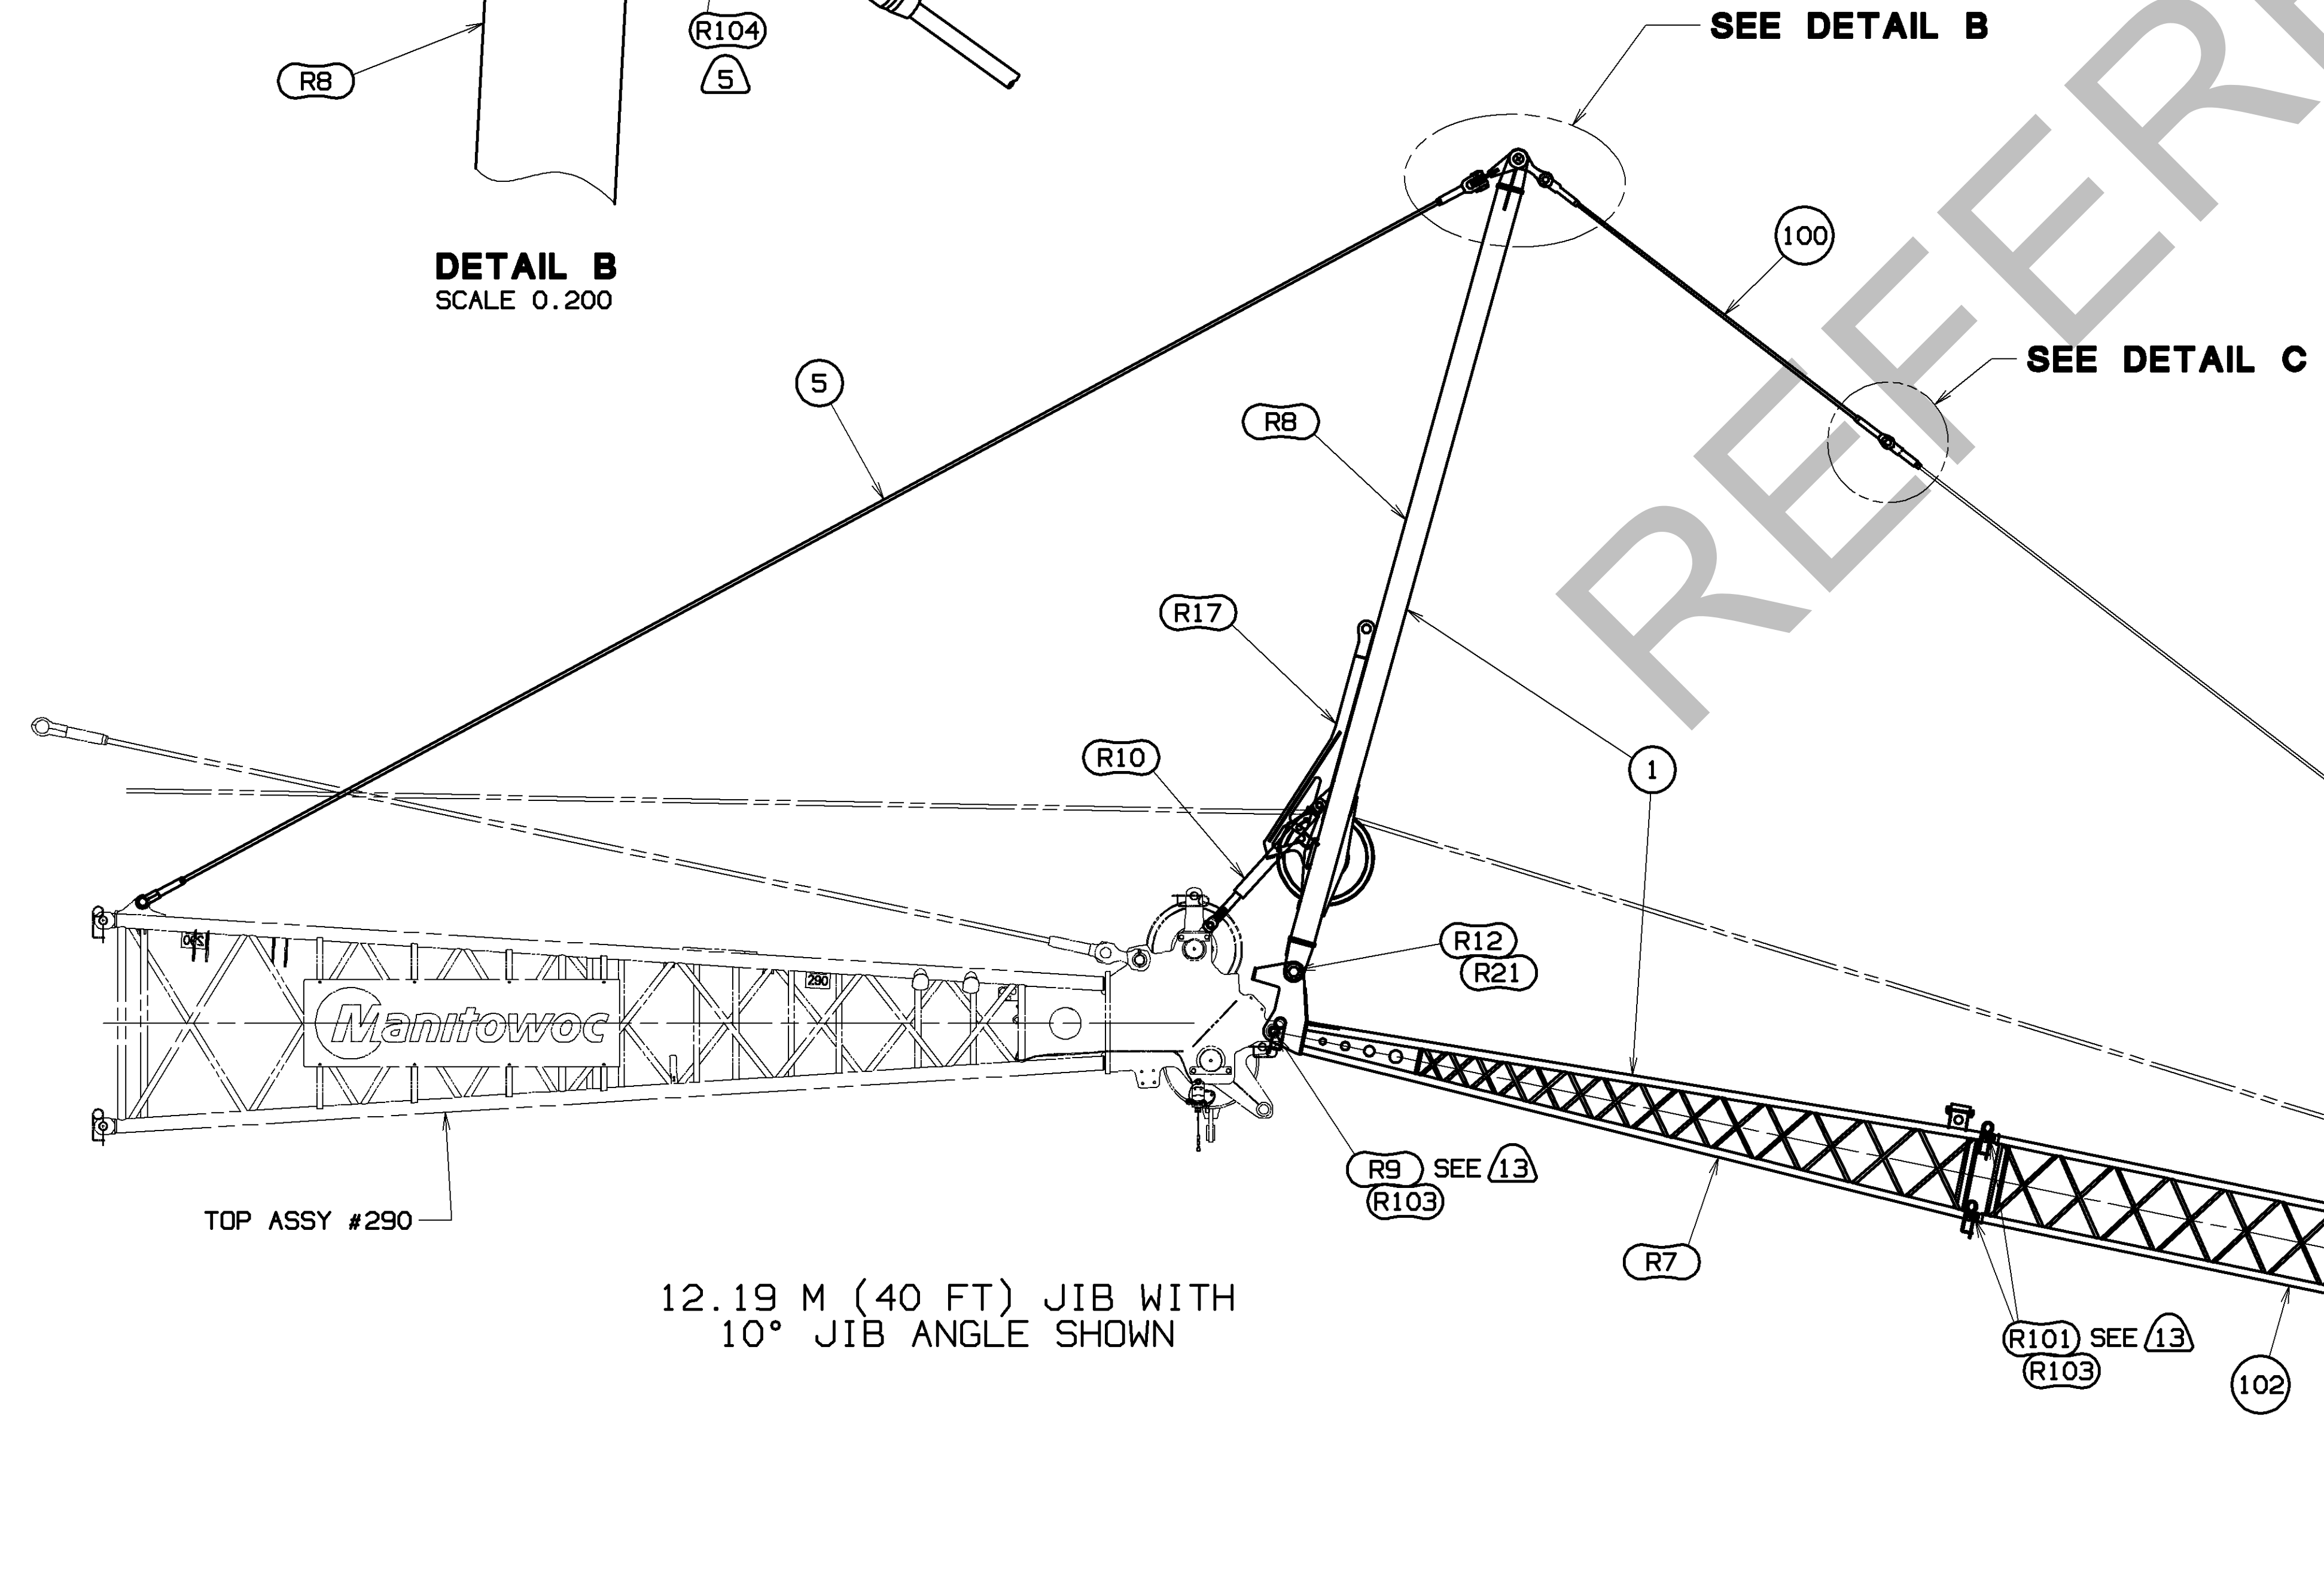 R104
5
R8
SEE DETAIL B
DETAIL B
SCALE 0.200
100
SEE DETAIL C
5
R8
R17
R10
1
R12
R21
290
290
Manitowoc
R9 SEE 13
R103
TOP ASSY #290
R7
12.19 M (40 FT) JIB WITH
10° JIB ANGLE SHOWN
R101 SEE 13
R103
102
REFER